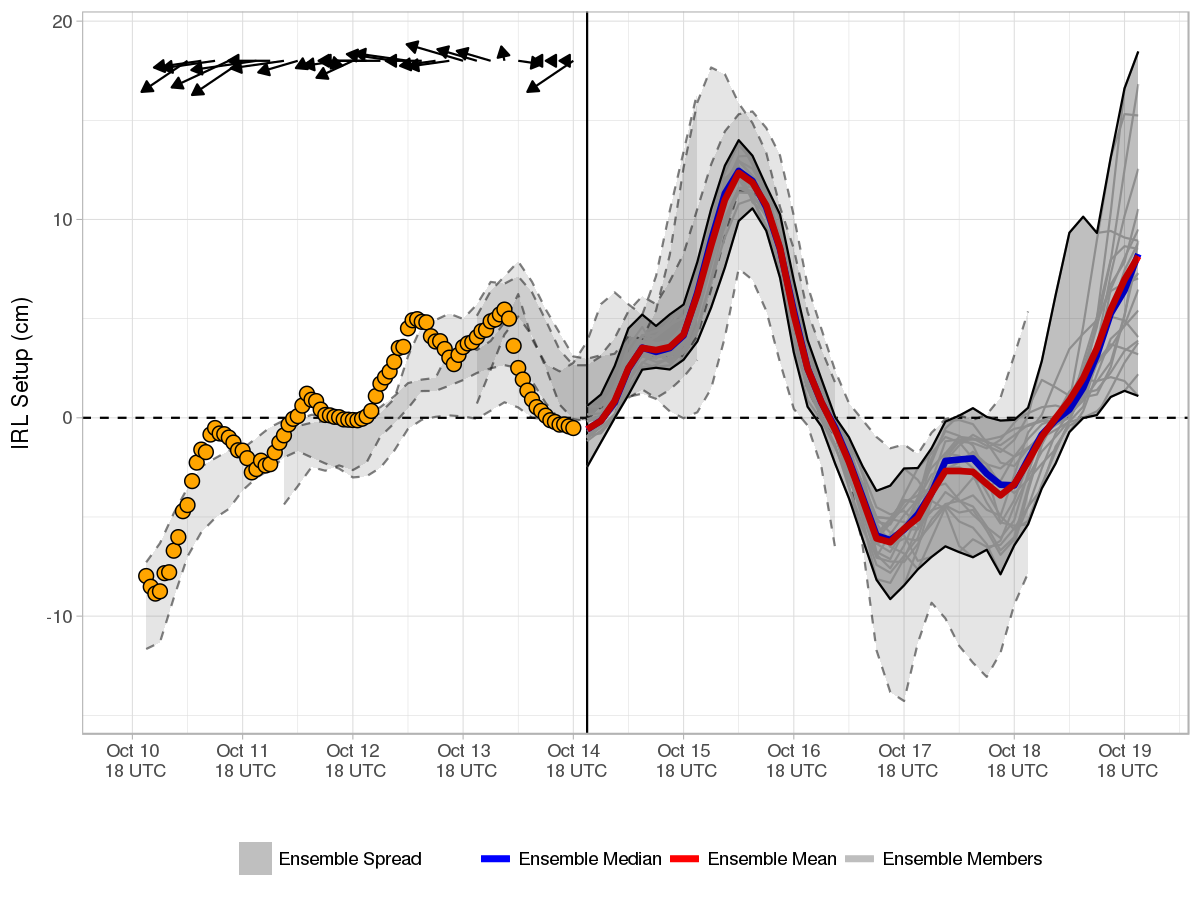 IRL Setup (cm)
20
10
0
-10
Oct 10 Oct 11 Oct 12 Oct 13 Oct 14 Oct 15 Oct 16 Oct 17 Oct 18 Oct 19
18 UTC 18 UTC 18 UTC 18 UTC 18 UTC 18 UTC 18 UTC 18 UTC 18 UTC 18 UTC
Ensemble Spread Ensemble Median Ensemble Mean Ensemble Members